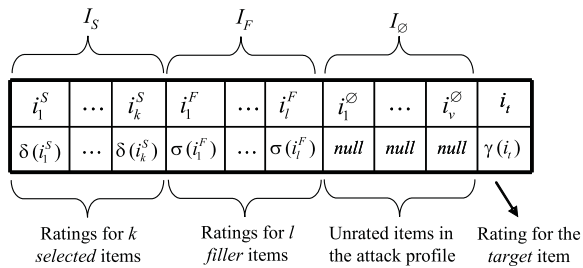 I_S I_F I_∅
i_1^S ... i_k^S i_1^F ... i_l^F i_1^∅ ... i_v^∅ i_t
δ(i_1^S) ... δ(i_k^S) σ(i_1^F) ... σ(i_l^F) null null null γ(i_t)
Ratings for k selected items
Ratings for l filler items
Unrated items in the attack profile
Rating for the target item